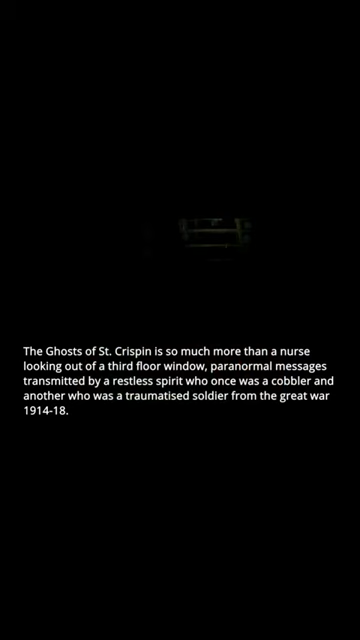 The Ghosts of St. Crispin is so much more than a nurse
looking out of a third floor window, paranormal messages
transmitted by a restless spirit who once was a cobbler and
another who was a traumatised soldier from the great war
1914-18.